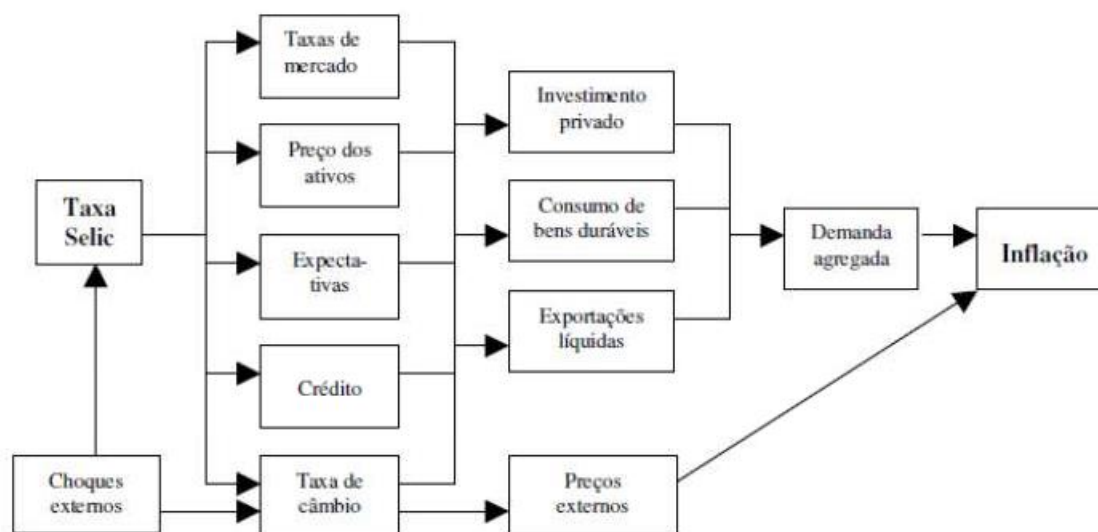 Taxas de
mercado
Preço dos
ativos
Expecta-
tivas
Crédito
Taxa de
câmbio
Taxa
Selic
Choques
externos
Investimento
privado
Consumo de
bens duráveis
Exportações
líquidas
Preços
externos
Demanda
agregada
Inflação